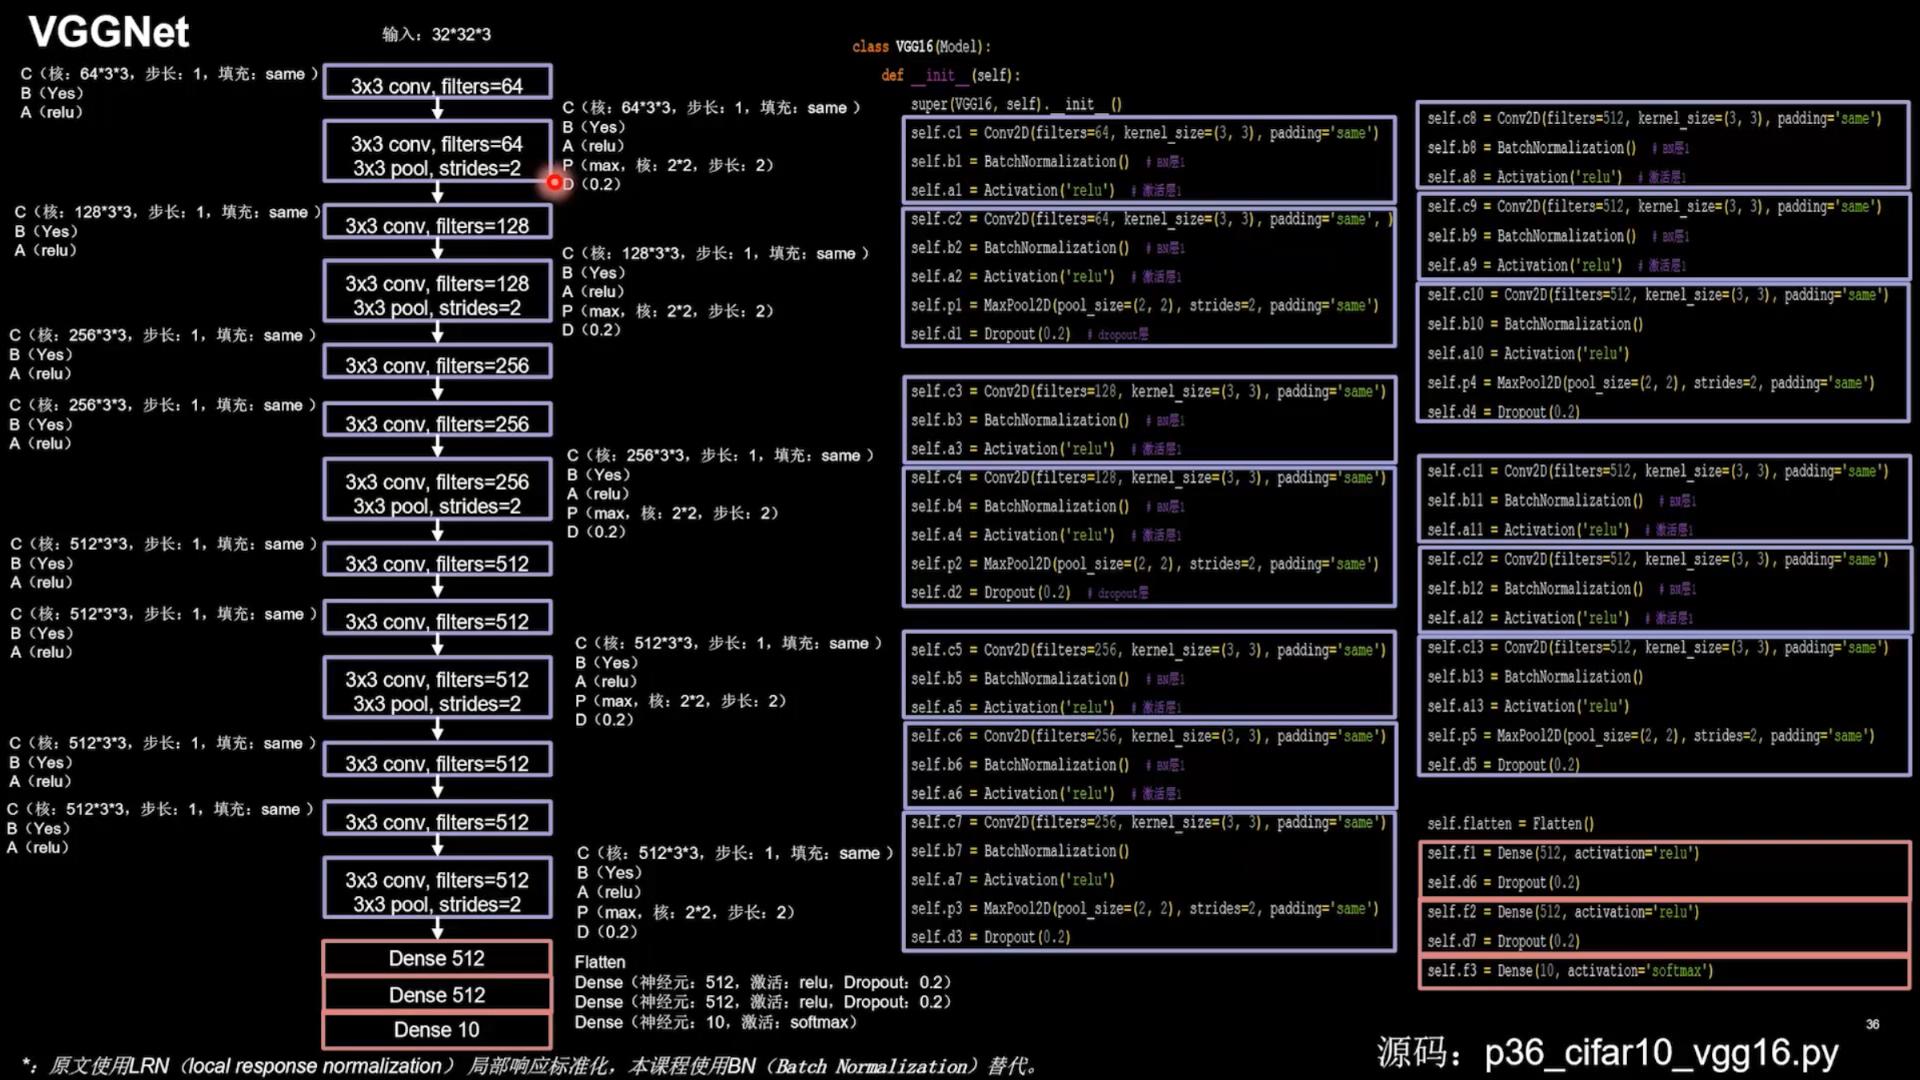 VGGNet
输入：32*32*3
C（核：64*3*3，步长：1，填充：same ）
B（Yes）
A（relu）
3x3 conv, filters=64
C（核：64*3*3，步长：1，填充：same ）
B（Yes）
A（relu）
P（max，核：2*2，步长：2）
D（0.2）
3x3 conv, filters=64
3x3 pool, strides=2
C（核：128*3*3，步长：1，填充：same ）
B（Yes）
A（relu）
3x3 conv, filters=128
C（核：128*3*3，步长：1，填充：same ）
B（Yes）
A（relu）
P（max，核：2*2，步长：2）
D（0.2）
3x3 conv, filters=128
3x3 pool, strides=2
C（核：256*3*3，步长：1，填充：same ）
B（Yes）
A（relu）
3x3 conv, filters=256
C（核：256*3*3，步长：1，填充：same ）
B（Yes）
A（relu）
3x3 conv, filters=256
C（核：256*3*3，步长：1，填充：same ）
B（Yes）
A（relu）
P（max，核：2*2，步长：2）
D（0.2）
3x3 conv, filters=256
3x3 pool, strides=2
C（核：512*3*3，步长：1，填充：same ）
B（Yes）
A（relu）
3x3 conv, filters=512
C（核：512*3*3，步长：1，填充：same ）
B（Yes）
A（relu）
3x3 conv, filters=512
C（核：512*3*3，步长：1，填充：same ）
B（Yes）
A（relu）
P（max，核：2*2，步长：2）
D（0.2）
3x3 conv, filters=512
3x3 pool, strides=2
C（核：512*3*3，步长：1，填充：same ）
B（Yes）
A（relu）
3x3 conv, filters=512
C（核：512*3*3，步长：1，填充：same ）
B（Yes）
A（relu）
3x3 conv, filters=512
C（核：512*3*3，步长：1，填充：same ）
B（Yes）
A（relu）
P（max，核：2*2，步长：2）
D（0.2）
3x3 conv, filters=512
3x3 pool, strides=2
Dense 512
Dense 512
Dense 10
Flatten
Dense（神经元：512，激活：relu，Dropout：0.2）
Dense（神经元：512，激活：relu，Dropout：0.2）
Dense（神经元：10，激活：softmax）
class VGG16(Model):
def __init__(self):
super(VGG16, self).__init__()
self.c1 = Conv2D(filters=64, kernel_size=(3, 3), padding='same')
self.b1 = BatchNormalization() # BN层1
self.a1 = Activation('relu') # 激活层1
self.c2 = Conv2D(filters=64, kernel_size=(3, 3), padding='same', )
self.b2 = BatchNormalization() # BN层1
self.a2 = Activation('relu') # 激活层1
self.p1 = MaxPool2D(pool_size=(2, 2), strides=2, padding='same')
self.d1 = Dropout(0.2) # dropout层
self.c3 = Conv2D(filters=128, kernel_size=(3, 3), padding='same')
self.b3 = BatchNormalization() # BN层1
self.a3 = Activation('relu') # 激活层1
self.c4 = Conv2D(filters=128, kernel_size=(3, 3), padding='same')
self.b4 = BatchNormalization() # BN层1
self.a4 = Activation('relu') # 激活层1
self.p2 = MaxPool2D(pool_size=(2, 2), strides=2, padding='same')
self.d2 = Dropout(0.2) # dropout层
self.c5 = Conv2D(filters=256, kernel_size=(3, 3), padding='same')
self.b5 = BatchNormalization() # BN层1
self.a5 = Activation('relu') # 激活层1
self.c6 = Conv2D(filters=256, kernel_size=(3, 3), padding='same')
self.b6 = BatchNormalization() # BN层1
self.a6 = Activation('relu') # 激活层1
self.c7 = Conv2D(filters=256, kernel_size=(3, 3), padding='same')
self.b7 = BatchNormalization()
self.a7 = Activation('relu')
self.p3 = MaxPool2D(pool_size=(2, 2), strides=2, padding='same')
self.d3 = Dropout(0.2)
self.c8 = Conv2D(filters=512, kernel_size=(3, 3), padding='same')
self.b8 = BatchNormalization() # BN层1
self.a8 = Activation('relu') # 激活层1
self.c9 = Conv2D(filters=512, kernel_size=(3, 3), padding='same')
self.b9 = BatchNormalization() # BN层1
self.a9 = Activation('relu') # 激活层1
self.c10 = Conv2D(filters=512, kernel_size=(3, 3), padding='same')
self.b10 = BatchNormalization()
self.a10 = Activation('relu')
self.p4 = MaxPool2D(pool_size=(2, 2), strides=2, padding='same')
self.d4 = Dropout(0.2)
self.c11 = Conv2D(filters=512, kernel_size=(3, 3), padding='same')
self.b11 = BatchNormalization() # BN层1
self.a11 = Activation('relu') # 激活层1
self.c12 = Conv2D(filters=512, kernel_size=(3, 3), padding='same')
self.b12 = BatchNormalization() # BN层1
self.a12 = Activation('relu') # 激活层1
self.c13 = Conv2D(filters=512, kernel_size=(3, 3), padding='same')
self.b13 = BatchNormalization()
self.a13 = Activation('relu')
self.p5 = MaxPool2D(pool_size=(2, 2), strides=2, padding='same')
self.d5 = Dropout(0.2)
self.flatten = Flatten()
self.f1 = Dense(512, activation='relu')
self.d6 = Dropout(0.2)
self.f2 = Dense(512, activation='relu')
self.d7 = Dropout(0.2)
self.f3 = Dense(10, activation='softmax')
36
*：原文使用LRN（local response normalization） 局部响应标准化，本课程使用BN（Batch Normalization）替代。
源码：p36_cifar10_vgg16.py